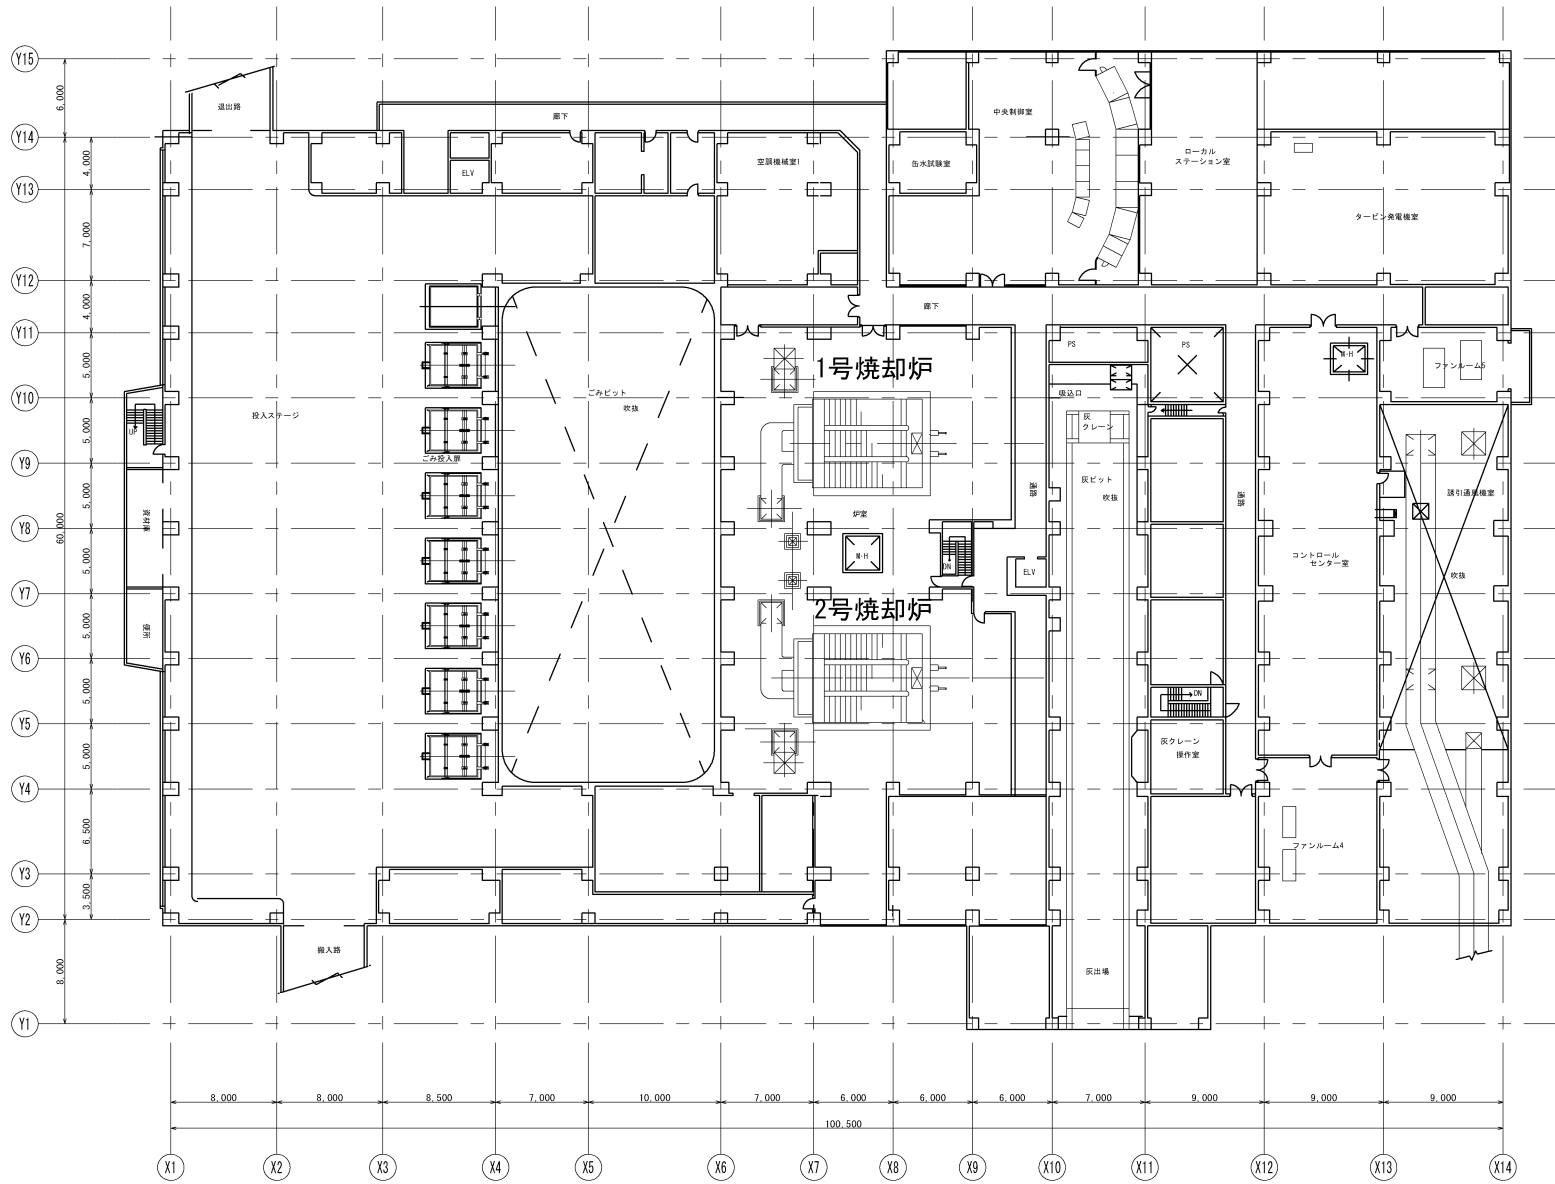 Y15
6,000
退出路
廊下
中央制御室
Y14
4,000
ELV
空調機械室1
缶水試験室
ローカル
ステーション室
Y13
7,000
タービン発電機室
Y12
4,000
廊下
Y11
5,000
PS
PS
M・H
ファンルーム5
1号焼却炉
Y10
投入ステージ
ごみピット
吹抜
吸込口
灰
クレーン
5,000
UP
ごみ投入扉
Y9
灰ピット
吹抜
通路
通路
誘引通風機室
5,000
資材庫
炉室
Y8
60,000
5,000
M・H
DN
ELV
コントロール
センター室
吹抜
Y7
5,000
便所
2号焼却炉
Y6
5,000
DN
Y5
5,000
灰クレーン
操作室
Y4
6,500
ファンルーム4
Y3
3,500
Y2
8,000
搬入路
灰出場
Y1
8,000
8,000
8,500
7,000
10,000
7,000
6,000
6,000
6,000
7,000
9,000
9,000
9,000
100,500
X1
X2
X3
X4
X5
X6
X7
X8
X9
X10
X11
X12
X13
X14